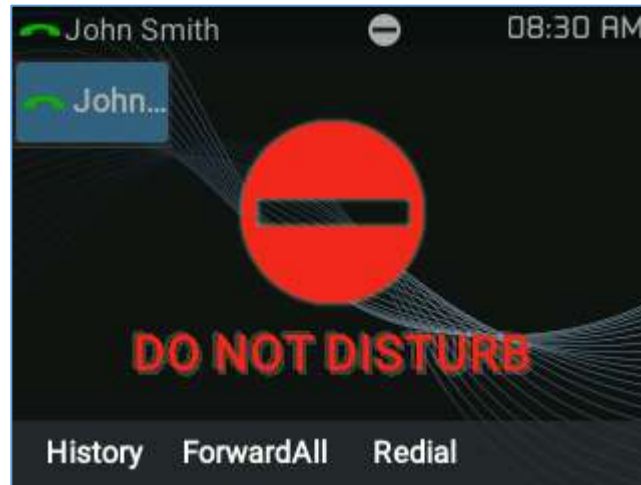 John Smith 08:30 AM
John...
DO NOT DISTURB
History ForwardAll Redial